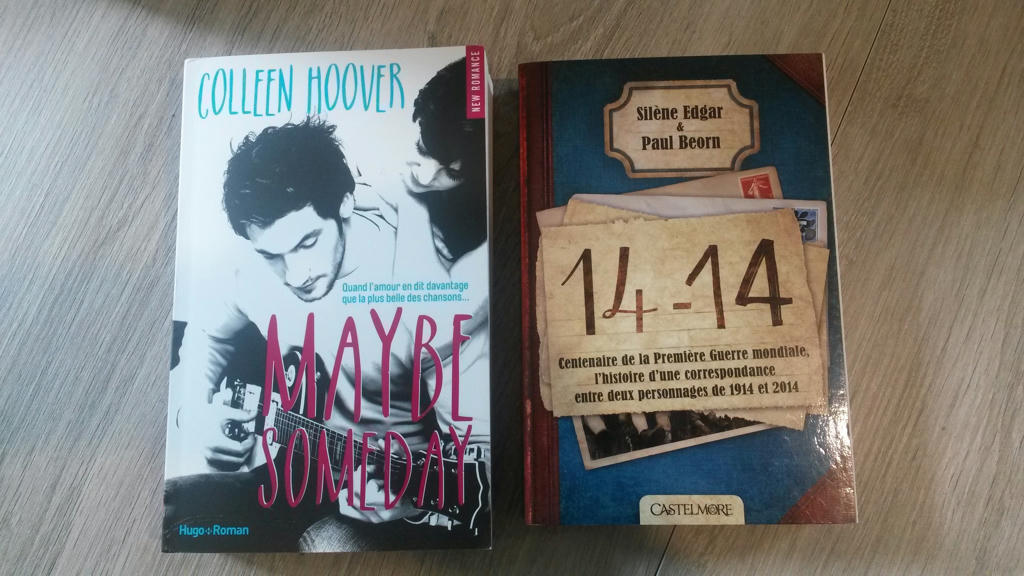 COLLEEN HOOVER
NEW ROMANCE
Quand l'amour en dit davantage
que la plus belle des chansons...
MAYBE
SOMEDAY
Hugo Roman
Silène Edgar
&
Paul Beorn
14-14
Centenaire de la Première Guerre mondiale,
l'histoire d'une correspondance
entre deux personnages de 1914 et 2014
CASTELMORE